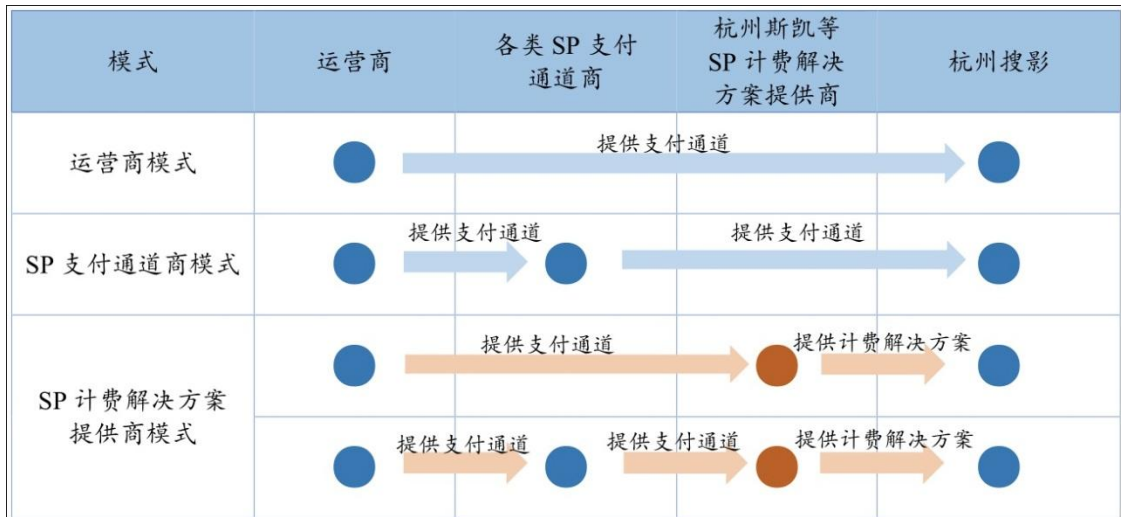 模式
运营商
各类 SP 支付
通道商
杭州斯凯等
SP 计费解决
方案提供商
杭州搜影
运营商模式
提供支付通道
SP 支付通道商模式
提供支付通道
提供支付通道
SP 计费解决方案
提供商模式
提供支付通道
提供计费解决方案
提供支付通道
提供支付通道
提供计费解决方案